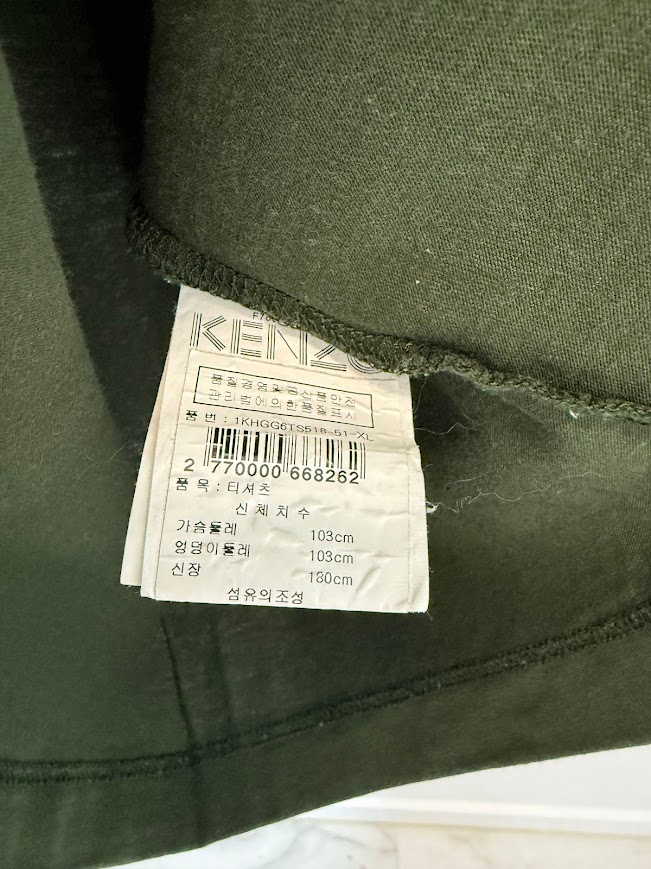 KENZO
품질경영및공산품안전
관리법에의한품질표시
품 번 : 1KHGG6TS518-51-XL
2 770000 668262
품 목 : 티셔츠
신 체 치 수
가슴둘레 103cm
엉덩이둘레 103cm
신장 180cm
섬유의조성